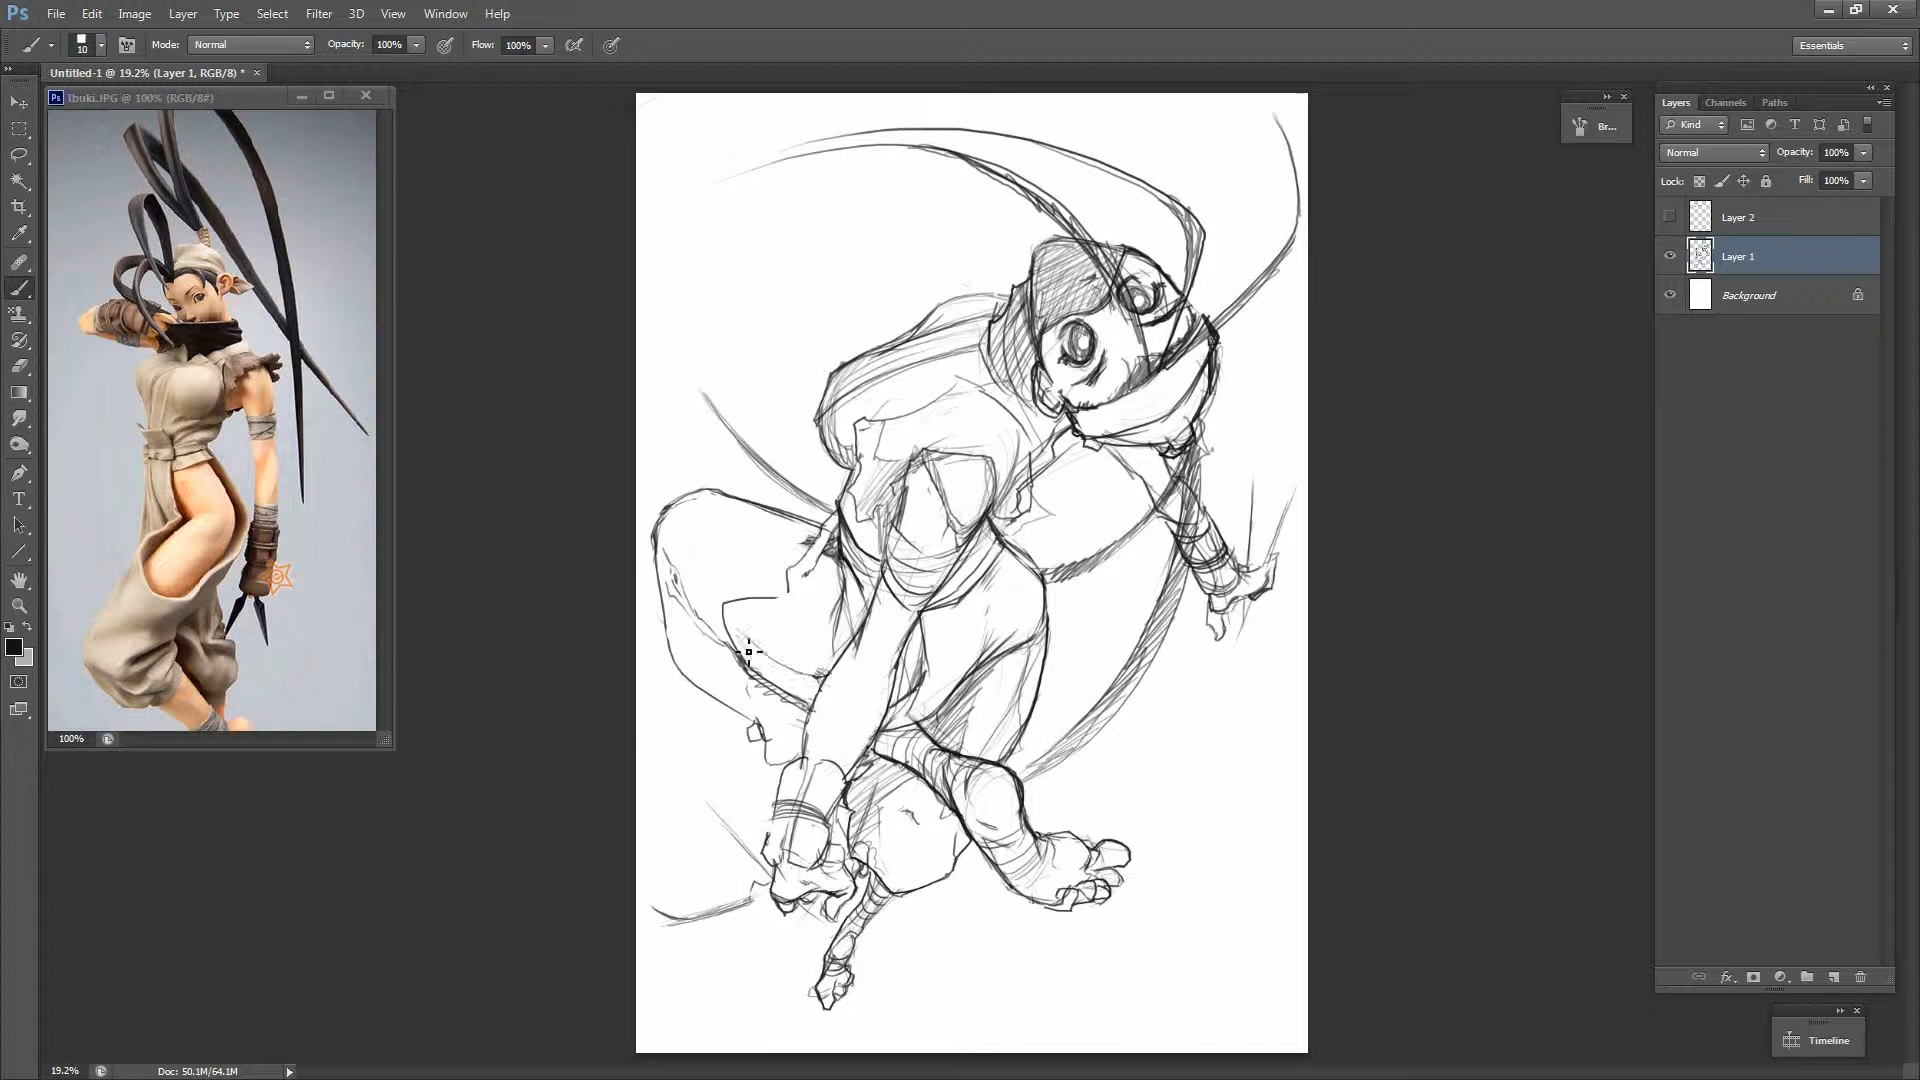 Ps File Edit Image Layer Type Select Filter 3D View Window Help
10 Mode: Normal Opacity: 100% Flow: 100% Essentials
Untitled-1 @ 19.2% (Layer 1, RGB/8) *
Ps Ibuki.JPG @ 100% (RGB/8#)
Br...
Layers Channels Paths
Kind
Normal Opacity: 100%
Lock: Fill: 100%
Layer 2
Layer 1
Background
100%
fx
Timeline
19.2% Doc: 50.1M/64.1M